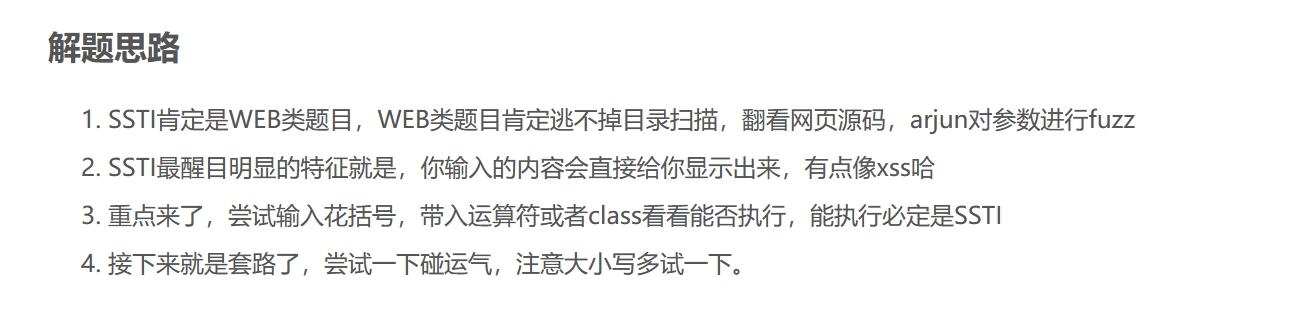 解题思路
1. SSTI肯定是WEB类题目，WEB类题目肯定逃不掉目录扫描，翻看网页源码，arjun对参数进行fuzz
2. SSTI最醒目明显的特征就是，你输入的内容会直接给你显示出来，有点像xss哈
3. 重点来了，尝试输入花括号，带入运算符或者class看看能否执行，能执行必定是SSTI
4. 接下来就是套路了，尝试一下碰运气，注意大小写多试一下。